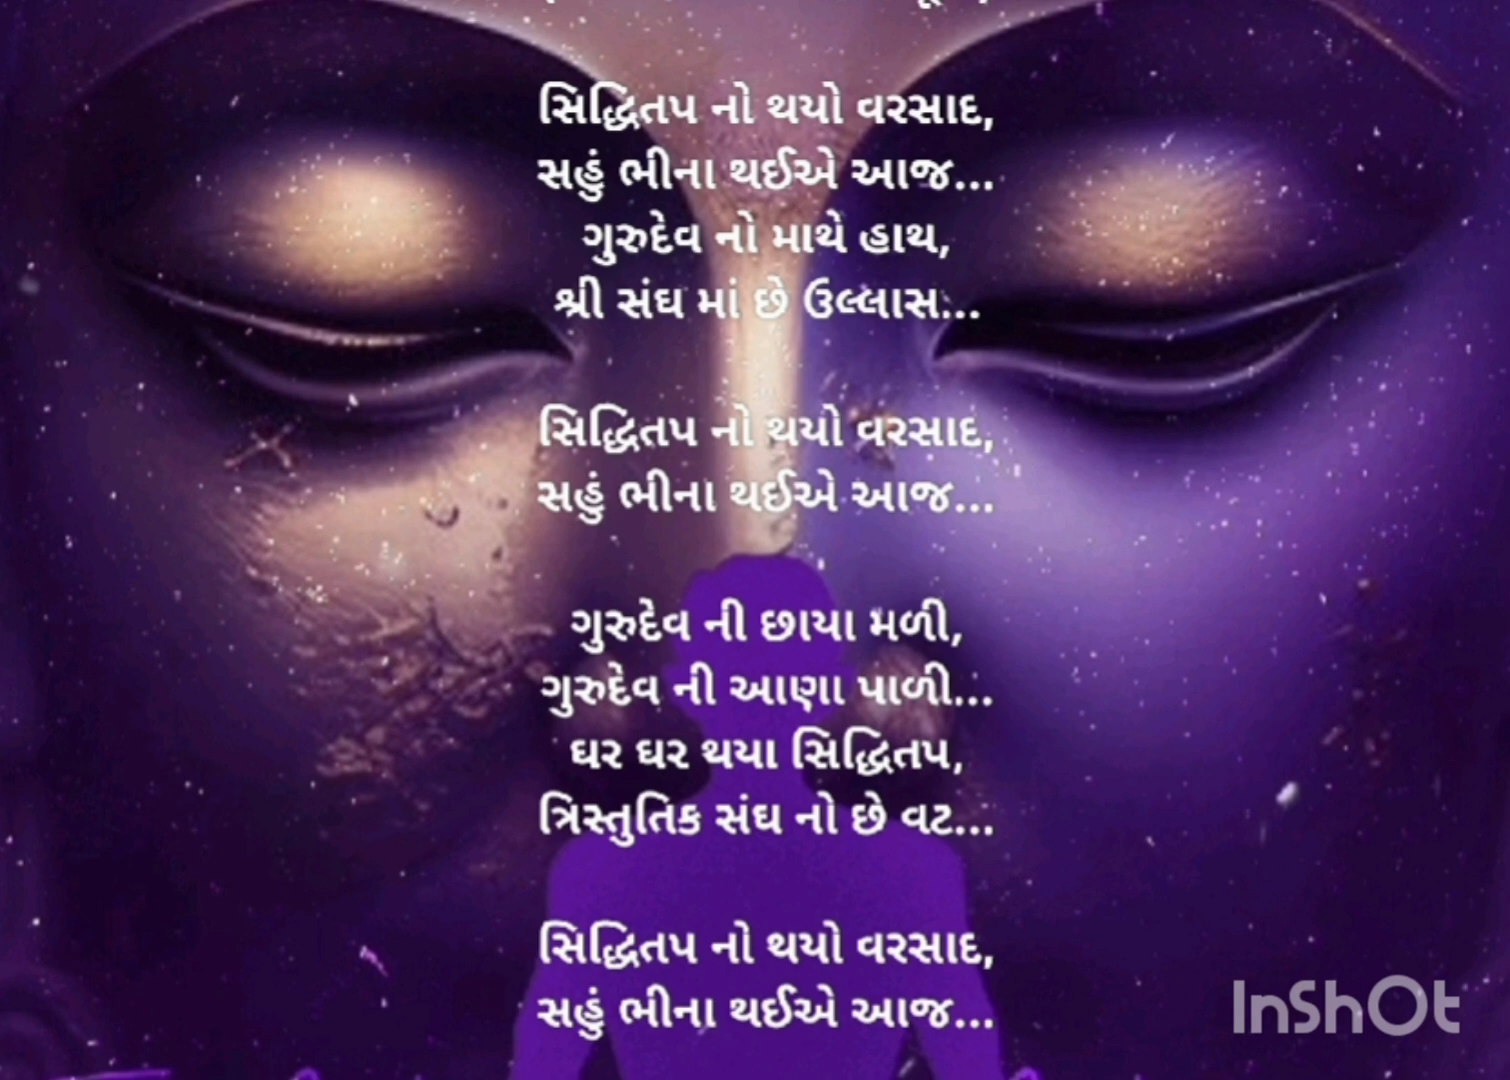 સિદ્ધિતપ નો થયો વરસાદ,
સહું ભીના થઈએ આજ...
ગુરુદેવ નો માથે હાથ,
શ્રી સંઘ માં છે ઉલ્લાસ...
સિદ્ધિતપ નો થયો વરસાદ,
સહું ભીના થઈએ આજ...
ગુરુદેવ ની છાયા મળી,
ગુરુદેવ ની આણા પાળી...
ઘર ઘર થયા સિદ્ધિતપ,
ત્રિસ્તુતિક સંઘ નો છે વટ...
સિદ્ધિતપ નો થયો વરસાદ,
સહું ભીના થઈએ આજ...
InShOt